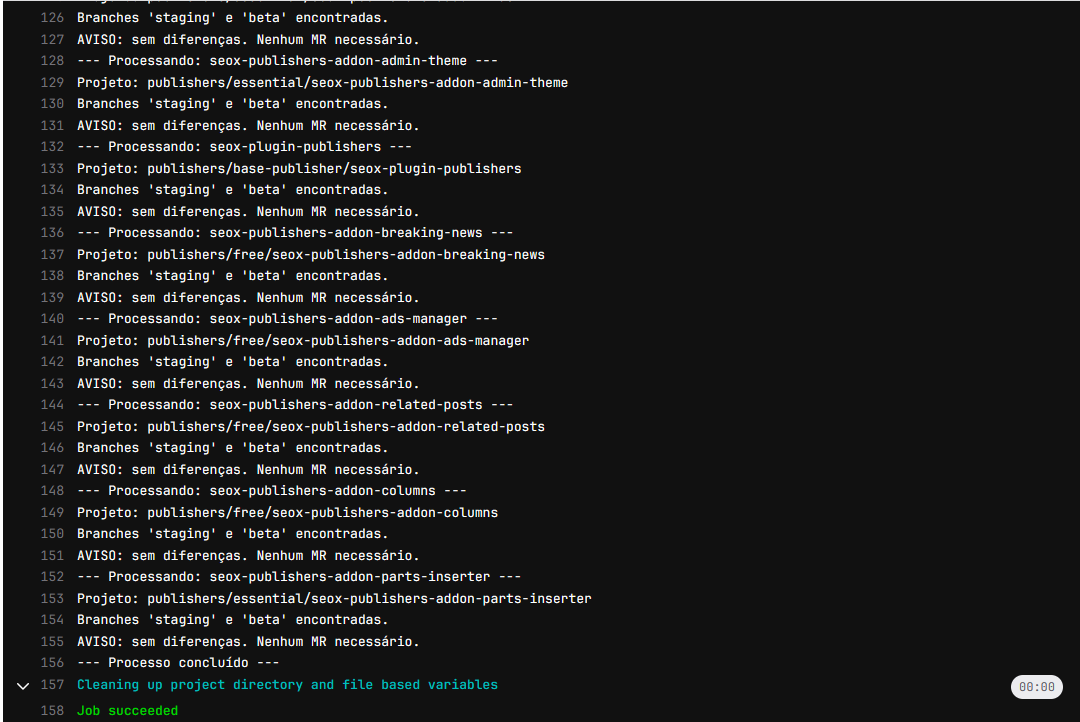 126 Branches 'staging' e 'beta' encontradas.
127 AVISO: sem diferenças. Nenhum MR necessário.
128 --- Processando: seox-publishers-addon-admin-theme ---
129 Projeto: publishers/essential/seox-publishers-addon-admin-theme
130 Branches 'staging' e 'beta' encontradas.
131 AVISO: sem diferenças. Nenhum MR necessário.
132 --- Processando: seox-plugin-publishers ---
133 Projeto: publishers/base-publisher/seox-plugin-publishers
134 Branches 'staging' e 'beta' encontradas.
135 AVISO: sem diferenças. Nenhum MR necessário.
136 --- Processando: seox-publishers-addon-breaking-news ---
137 Projeto: publishers/free/seox-publishers-addon-breaking-news
138 Branches 'staging' e 'beta' encontradas.
139 AVISO: sem diferenças. Nenhum MR necessário.
140 --- Processando: seox-publishers-addon-ads-manager ---
141 Projeto: publishers/free/seox-publishers-addon-ads-manager
142 Branches 'staging' e 'beta' encontradas.
143 AVISO: sem diferenças. Nenhum MR necessário.
144 --- Processando: seox-publishers-addon-related-posts ---
145 Projeto: publishers/free/seox-publishers-addon-related-posts
146 Branches 'staging' e 'beta' encontradas.
147 AVISO: sem diferenças. Nenhum MR necessário.
148 --- Processando: seox-publishers-addon-columns ---
149 Projeto: publishers/free/seox-publishers-addon-columns
150 Branches 'staging' e 'beta' encontradas.
151 AVISO: sem diferenças. Nenhum MR necessário.
152 --- Processando: seox-publishers-addon-parts-inserter ---
153 Projeto: publishers/essential/seox-publishers-addon-parts-inserter
154 Branches 'staging' e 'beta' encontradas.
155 AVISO: sem diferenças. Nenhum MR necessário.
156 --- Processo concluído ---
157 Cleaning up project directory and file based variables 00:00
158 Job succeeded